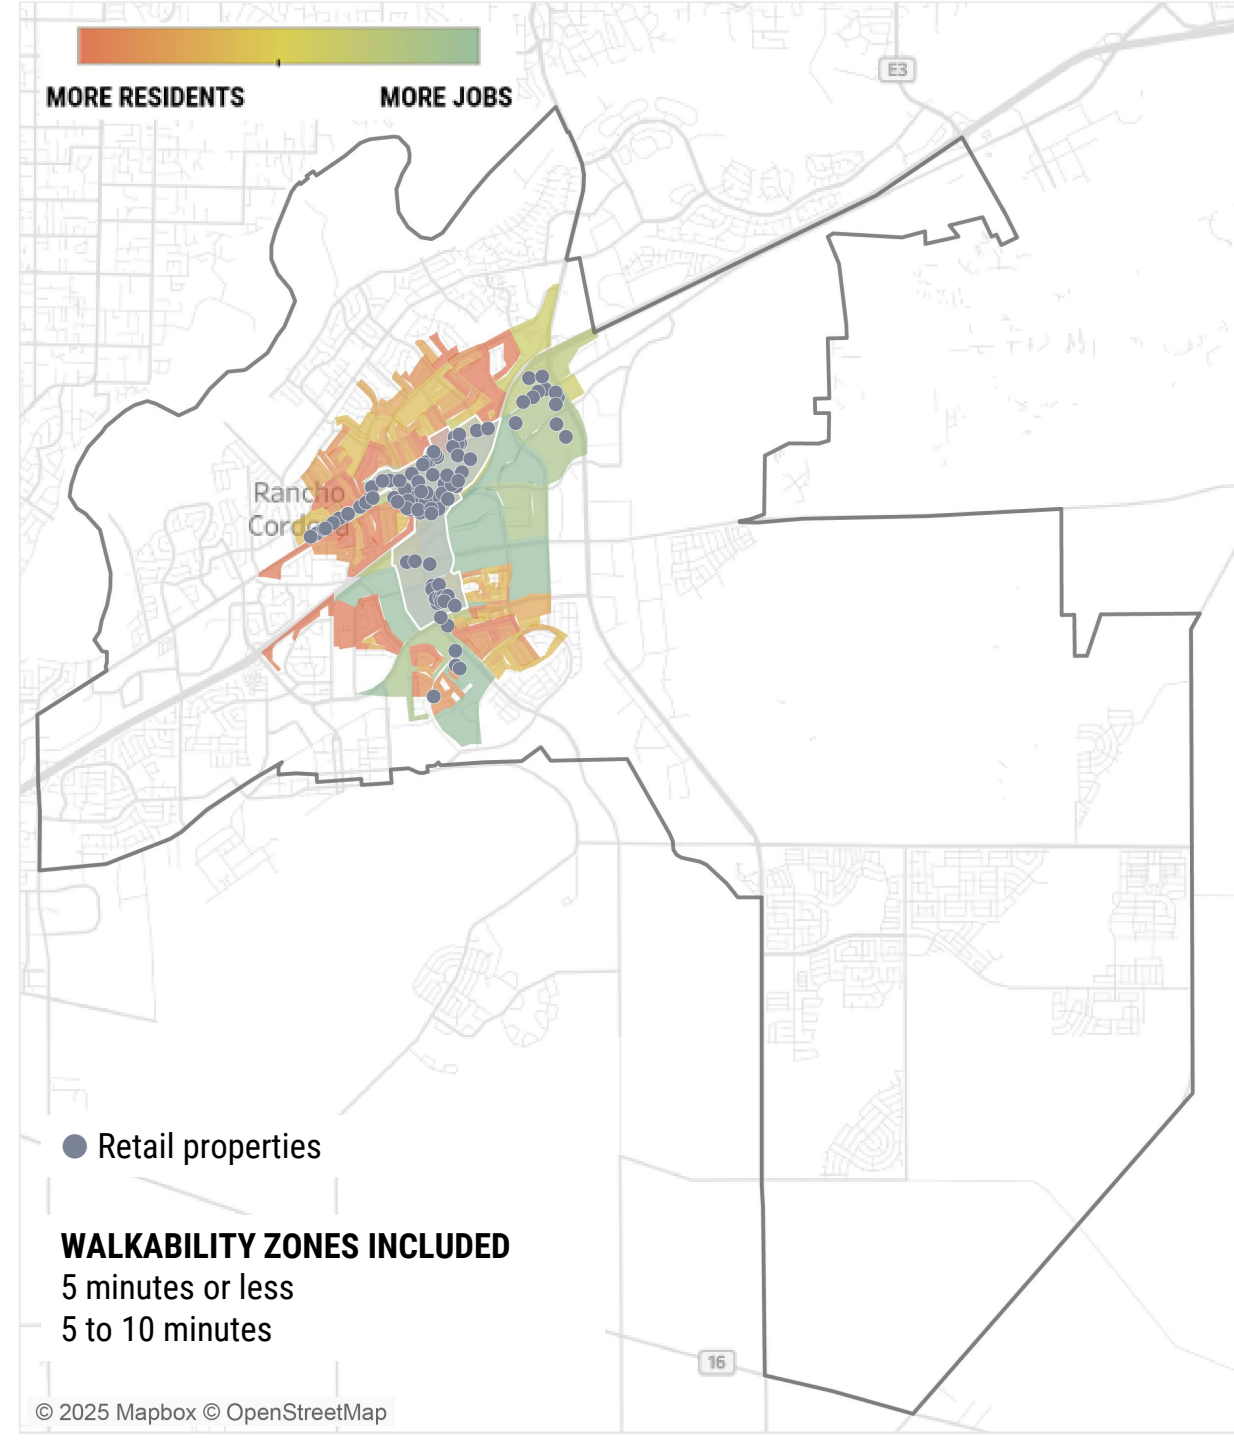 MORE RESIDENTS MORE JOBS
E3
Rancho
Cordova
Retail properties
WALKABILITY ZONES INCLUDED
5 minutes or less
5 to 10 minutes
16
© 2025 Mapbox © OpenStreetMap